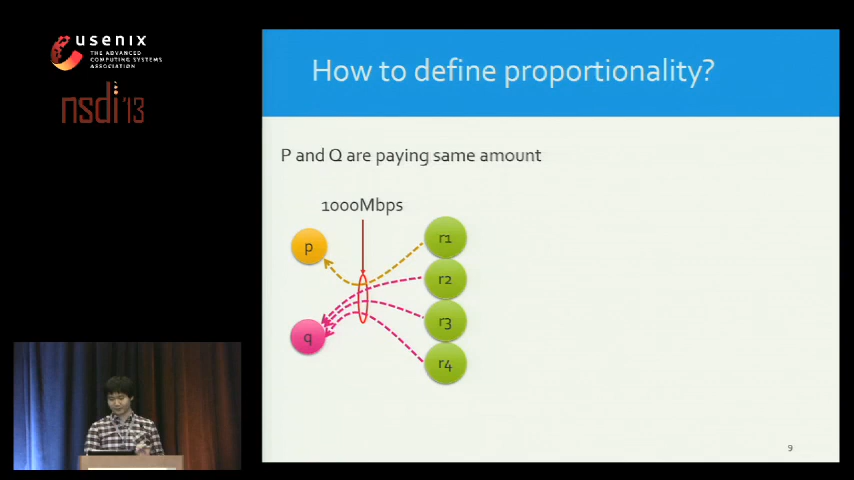 usenix
THE ADVANCED
COMPUTING SYSTEMS
ASSOCIATION
nsdi '13
How to define proportionality?
P and Q are paying same amount
1000Mbps
p
r1
r2
r3
q
r4
9